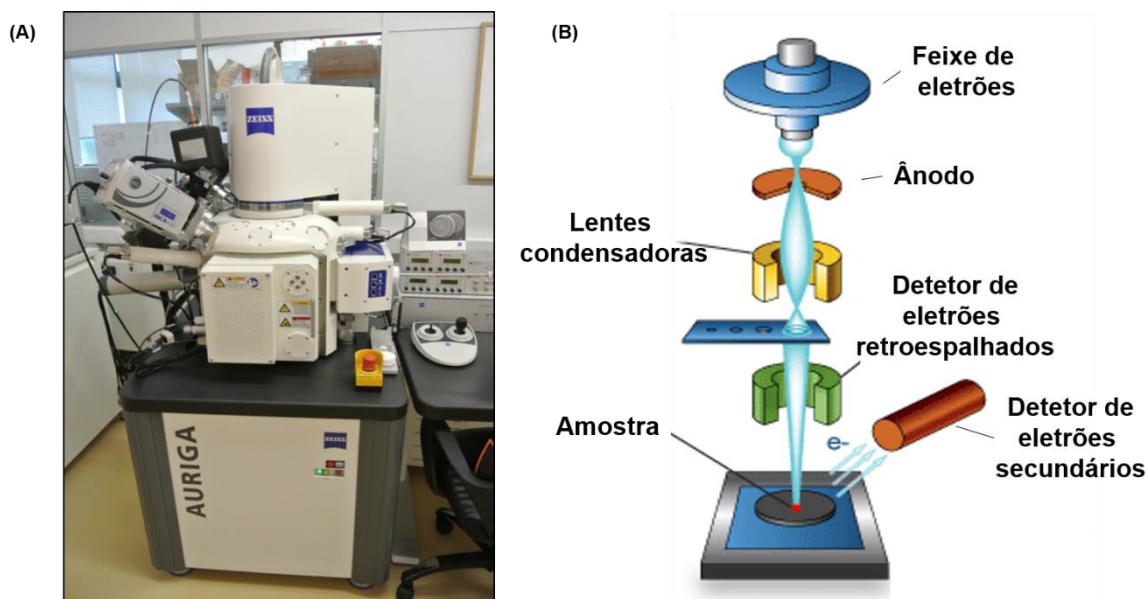 (A)
ZEISS
AURIGA
ZEISS
(B)
Feixe de
eletrões
Ânodo
Lentes
condensadoras
Detetor de
eletrões
retroespalhados
Amostra
e-
Detetor de
eletrões
secundários